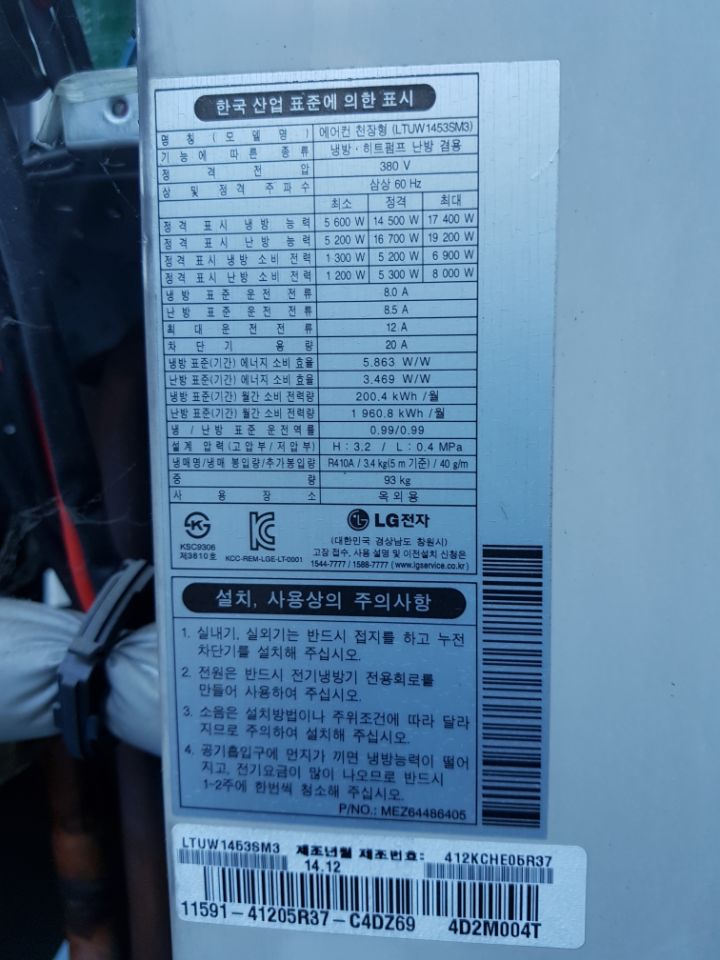 한국 산업 표준에 의한 표시
명 칭 ( 모 델 명 ) 에어컨 천장형 (LTUW1453SM3)
기 능 에 따 른 종 류 냉방 · 히트펌프 난방 겸용
정 격 전 압 380 V
상 및 정 격 주 파 수 삼상 60 Hz
최소 정격 최대
정격 표시 냉방 능력 5 600 W 14 500 W 17 400 W
정격 표시 난방 능력 5 200 W 16 700 W 19 200 W
정격 표시 냉방 소비 전력 1 300 W 5 200 W 6 900 W
정격 표시 난방 소비 전력 1 200 W 5 300 W 8 000 W
냉방 표준 운전 전류 8.0 A
난방 표준 운전 전류 8.5 A
최 대 운 전 전 류 12 A
차 단 기 용 량 20 A
냉방 표준(기간) 에너지 소비 효율 5.863 W/W
난방 표준(기간) 에너지 소비 효율 3.469 W/W
냉방 표준(기간) 월간 소비 전력량 200.4 kWh /월
난방 표준(기간) 월간 소비 전력량 1 960.8 kWh /월
냉 / 난방 표준 운전역률 0.99/0.99
설계 압력(고압부/저압부) H : 3.2 / L : 0.4 MPa
냉매명/냉매 봉입량/추가봉입량 R410A / 3.4 kg(5 m 기준) / 40 g/m
중 량 93 kg
사 용 장 소 옥 외 용
KSC9306
제3810호
KCC-REM-LGE-LT-0001
LG전자
(대한민국 경상남도 창원시)
고장 접수, 사용 설명 및 이전설치 신청은
1544-7777 / 1588-7777 ( www.lgservice.co.kr )
설치, 사용상의 주의사항
1. 실내기, 실외기는 반드시 접지를 하고 누전
차단기를 설치해 주십시오.
2. 전원은 반드시 전기냉방기 전용회로를
만들어 사용하여 주십시오.
3. 소음은 설치방법이나 주위조건에 따라 달라
지므로 주의하여 설치해 주십시오.
4. 공기흡입구에 먼지가 끼면 냉방능력이 떨어
지고, 전기요금이 많이 나오므로 반드시
1~2주에 한번씩 청소해 주십시오.
P/NO.: MEZ64486405
LTUW1453SM3 제조년월 제조번호: 412KCHE05R37
14.12
11591-41205R37-C4DZ69 4D2M004T